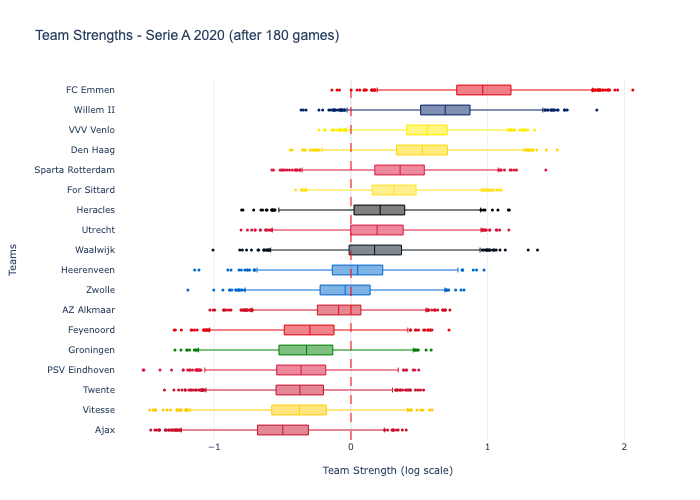 Team Strengths - Serie A 2020 (after 180 games)
FC Emmen
Willem II
VVV Venlo
Den Haag
Sparta Rotterdam
For Sittard
Heracles
Utrecht
Waalwijk
Heerenveen
Zwolle
AZ Alkmaar
Feyenoord
Groningen
PSV Eindhoven
Twente
Vitesse
Ajax
Teams
−1
0
1
2
Team Strength (log scale)